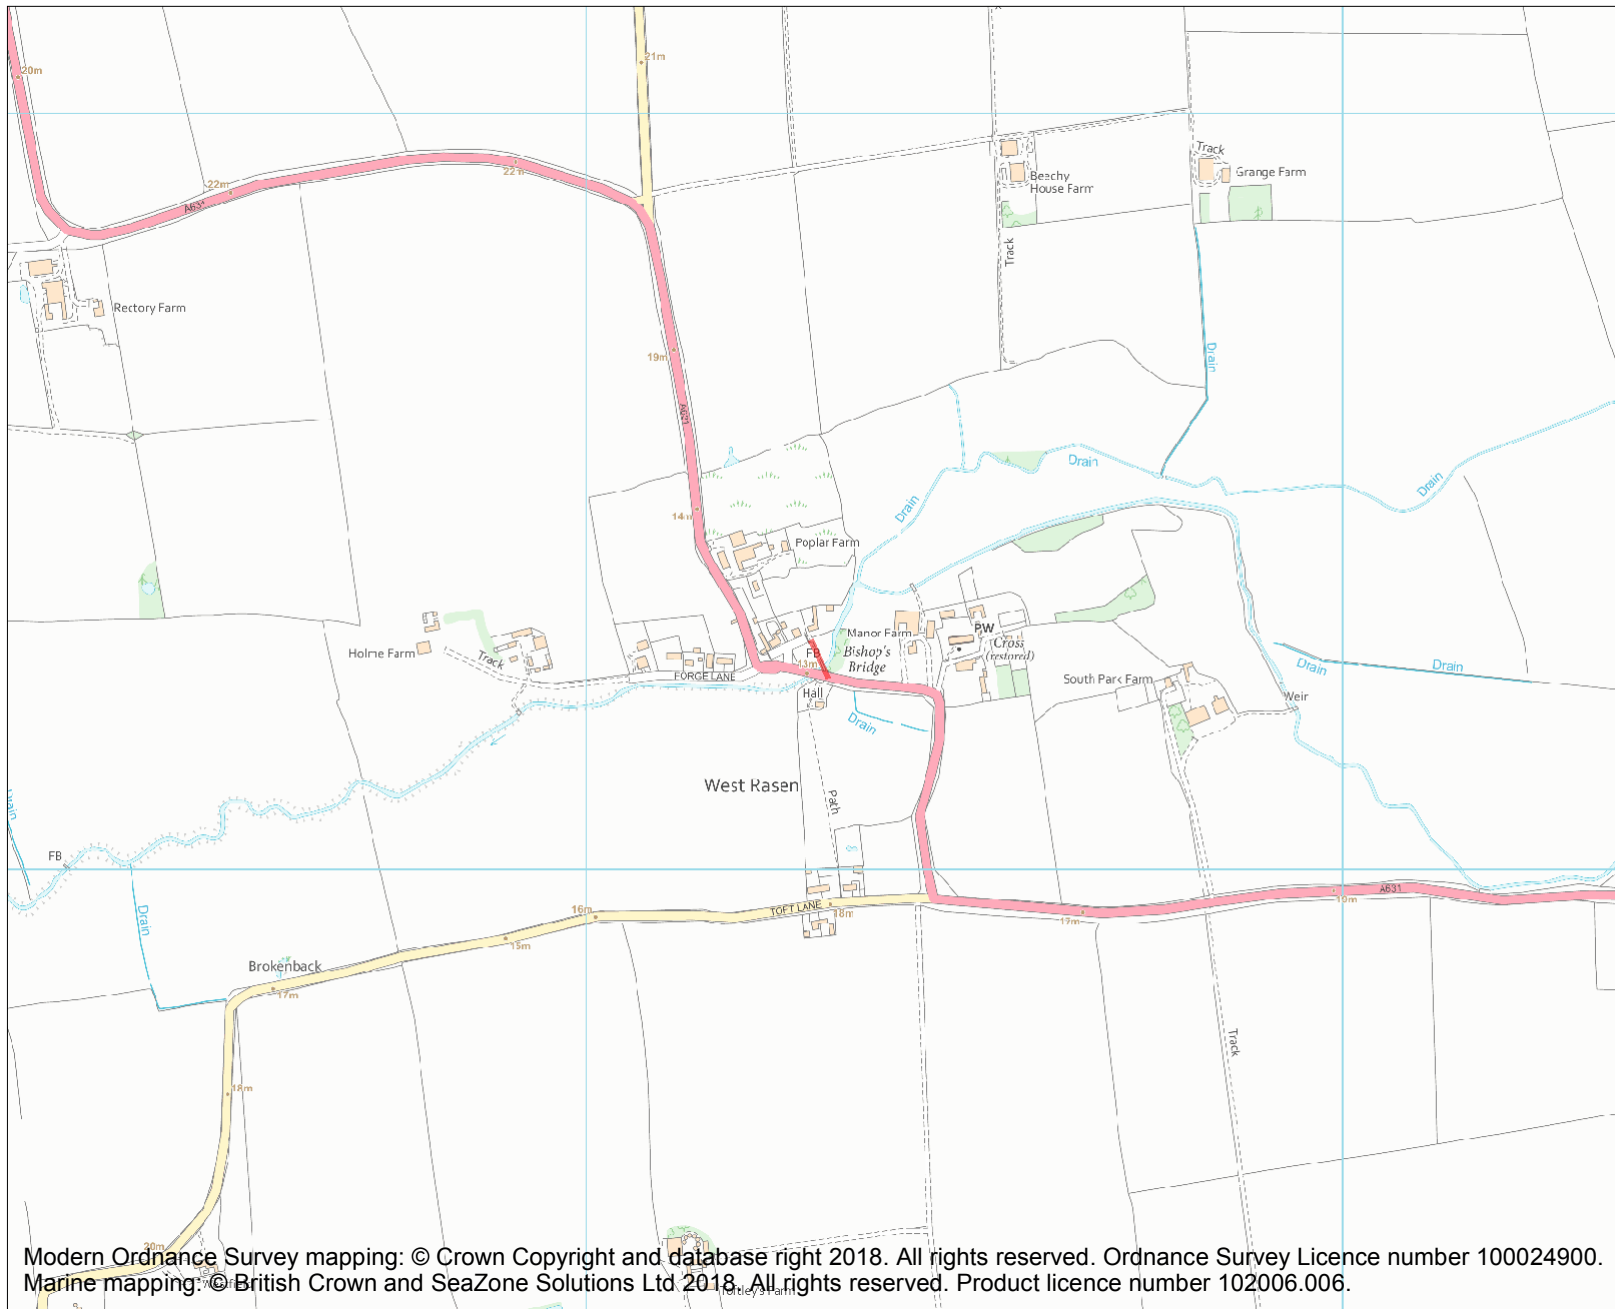 21m
20m
Track
Grange Farm
22m
22m
Beechy
House Farm
A631
Track
Rectory Farm
19m
Drain
A631
Drain
Drain
Drain
14m
Poplar Farm
Manor Farm
PW
Cross
(restored)
Bishop's
Bridge
FB
13m
Holme Farm
Track
FORGE LANE
Hall
Drain
South Park Farm
Weir
Drain
Drain
West Rasen
Path
Drain
FB
Drain
A631
19m
TOFT LANE
16m
18m
17m
15m
Brokenback
17m
Track
18m
20m
Modern Ordnance Survey mapping: © Crown Copyright and database right 2018. All rights reserved. Ordnance Survey Licence number 100024900.
Marine mapping: © British Crown and SeaZone Solutions Ltd 2018. All rights reserved. Product licence number 102006.006.